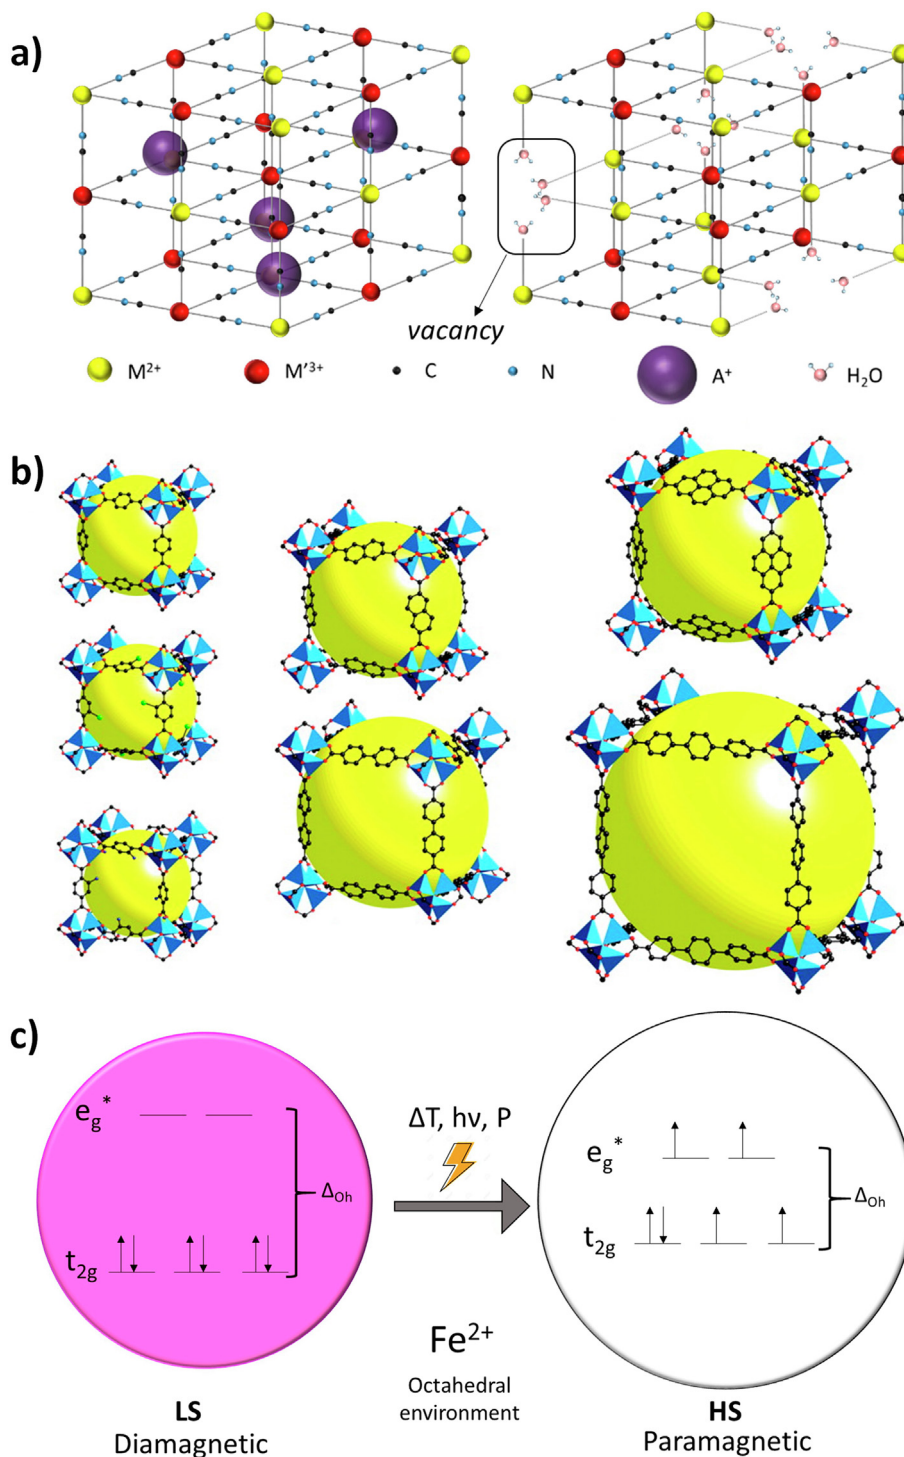 a)
vacancy
M²⁺
M'³⁺
C
N
A⁺
H₂O
b)
c)
eg*
ΔOh
t₂g
LS
Diamagnetic
ΔT, hν, P
Fe²⁺
Octahedral
environment
eg*
ΔOh
t₂g
HS
Paramagnetic